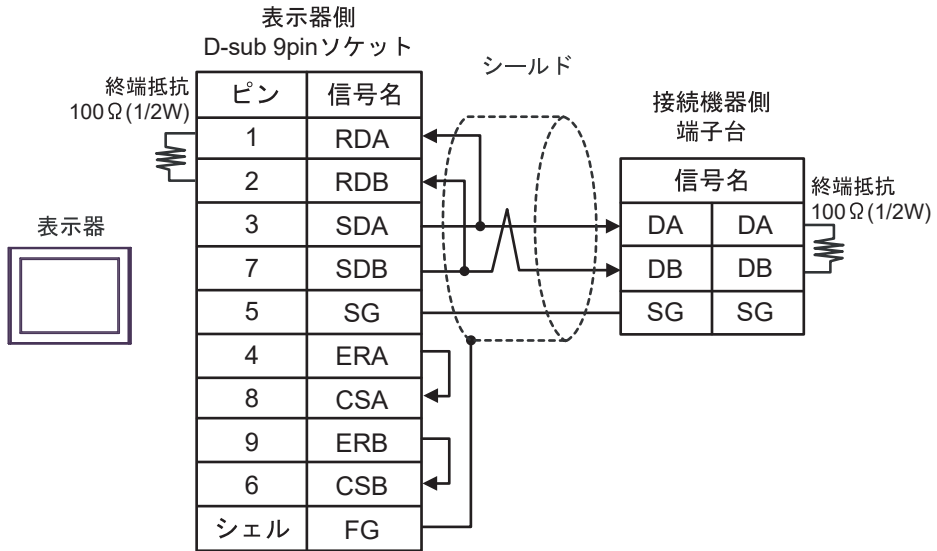 表示器側
D-sub 9pinソケット
シールド
終端抵抗
100Ω(1/2W)
ピン 信号名
1 RDA
2 RDB
3 SDA
7 SDB
5 SG
4 ERA
8 CSA
9 ERB
6 CSB
シェル FG
表示器
接続機器側
端子台
信号名
DA DA
DB DB
SG SG
終端抵抗
100Ω(1/2W)